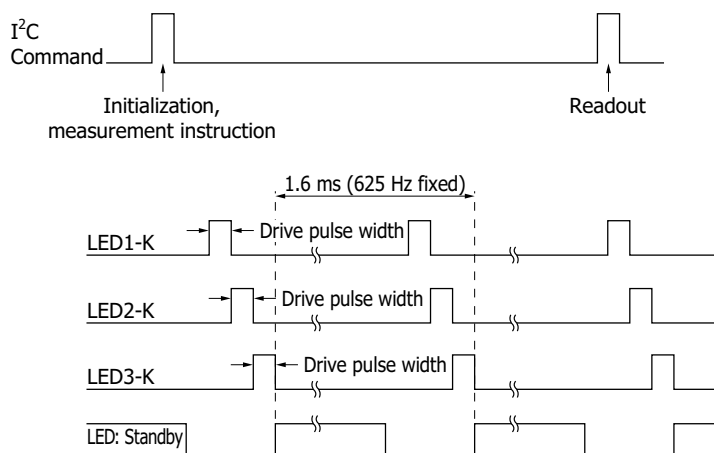 I²C
Command
Initialization,
measurement instruction
Readout
1.6 ms (625 Hz fixed)
LED1-K
Drive pulse width
LED2-K
Drive pulse width
LED3-K
Drive pulse width
LED: Standby